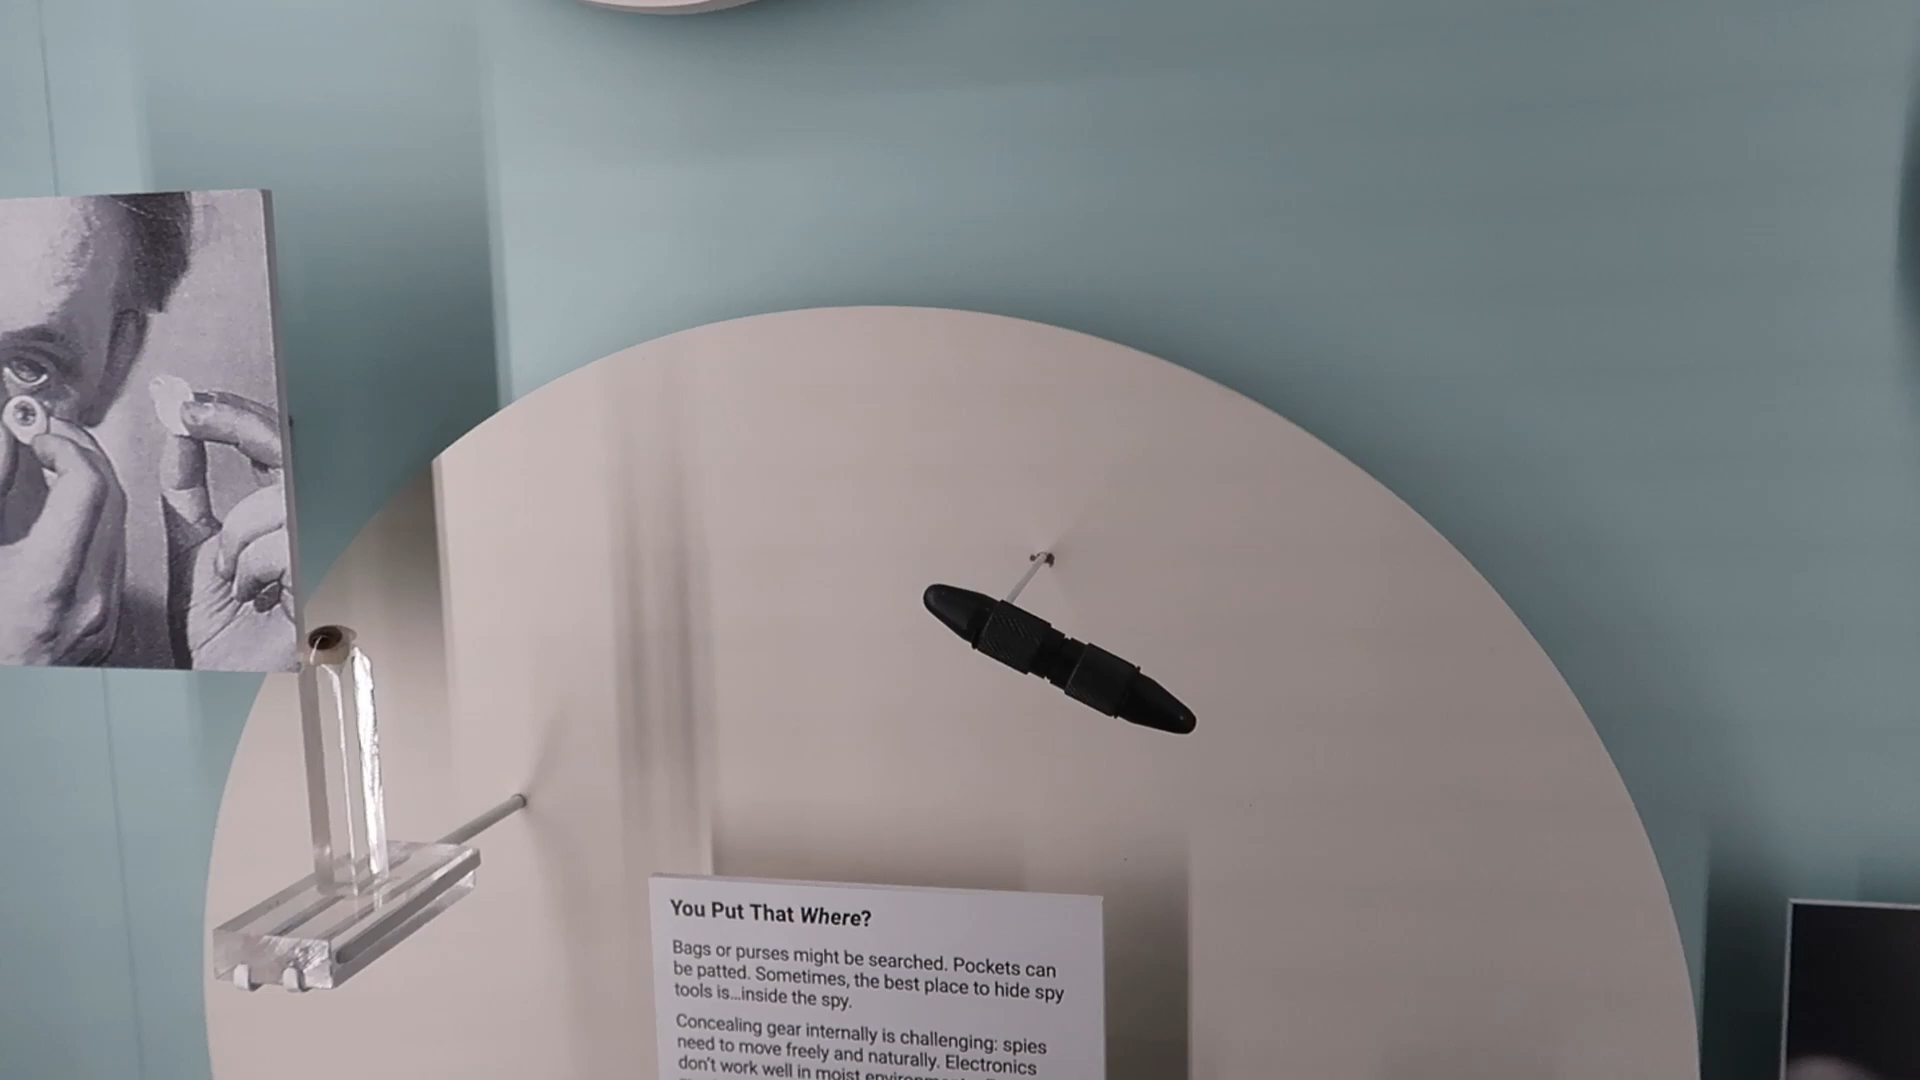 You Put That Where?
Bags or purses might be searched. Pockets can
be patted. Sometimes, the best place to hide spy
tools is...inside the spy.
Concealing gear internally is challenging: spies
need to move freely and naturally. Electronics
don't work well in moist